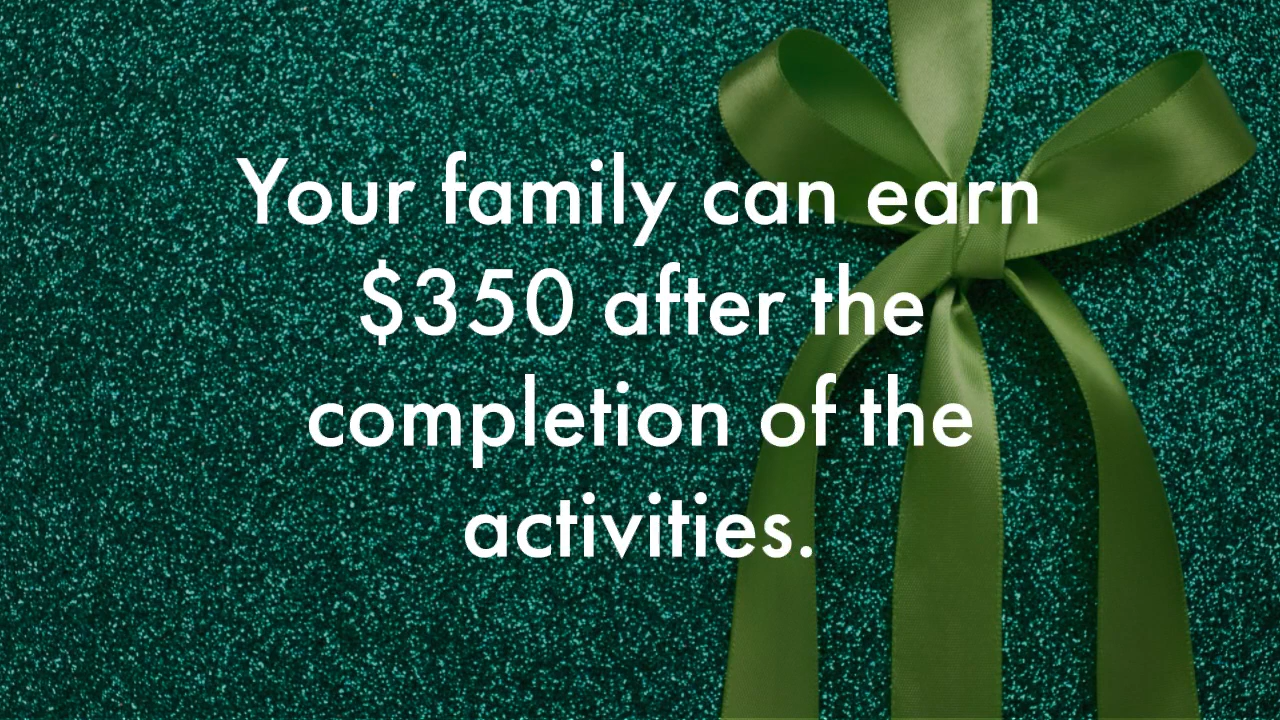 Your family can earn
$350 after the
completion of the
activities.